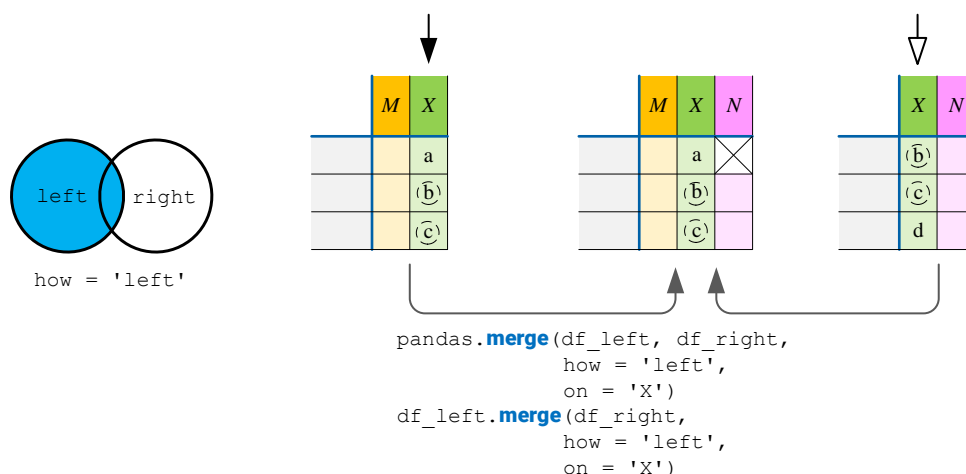 M X
a
b
c
M X N
a
b
c
X N
b
c
d
left right
how = 'left'
pandas.merge(df_left, df_right,
how = 'left',
on = 'X')
df_left.merge(df_right,
how = 'left',
on = 'X')